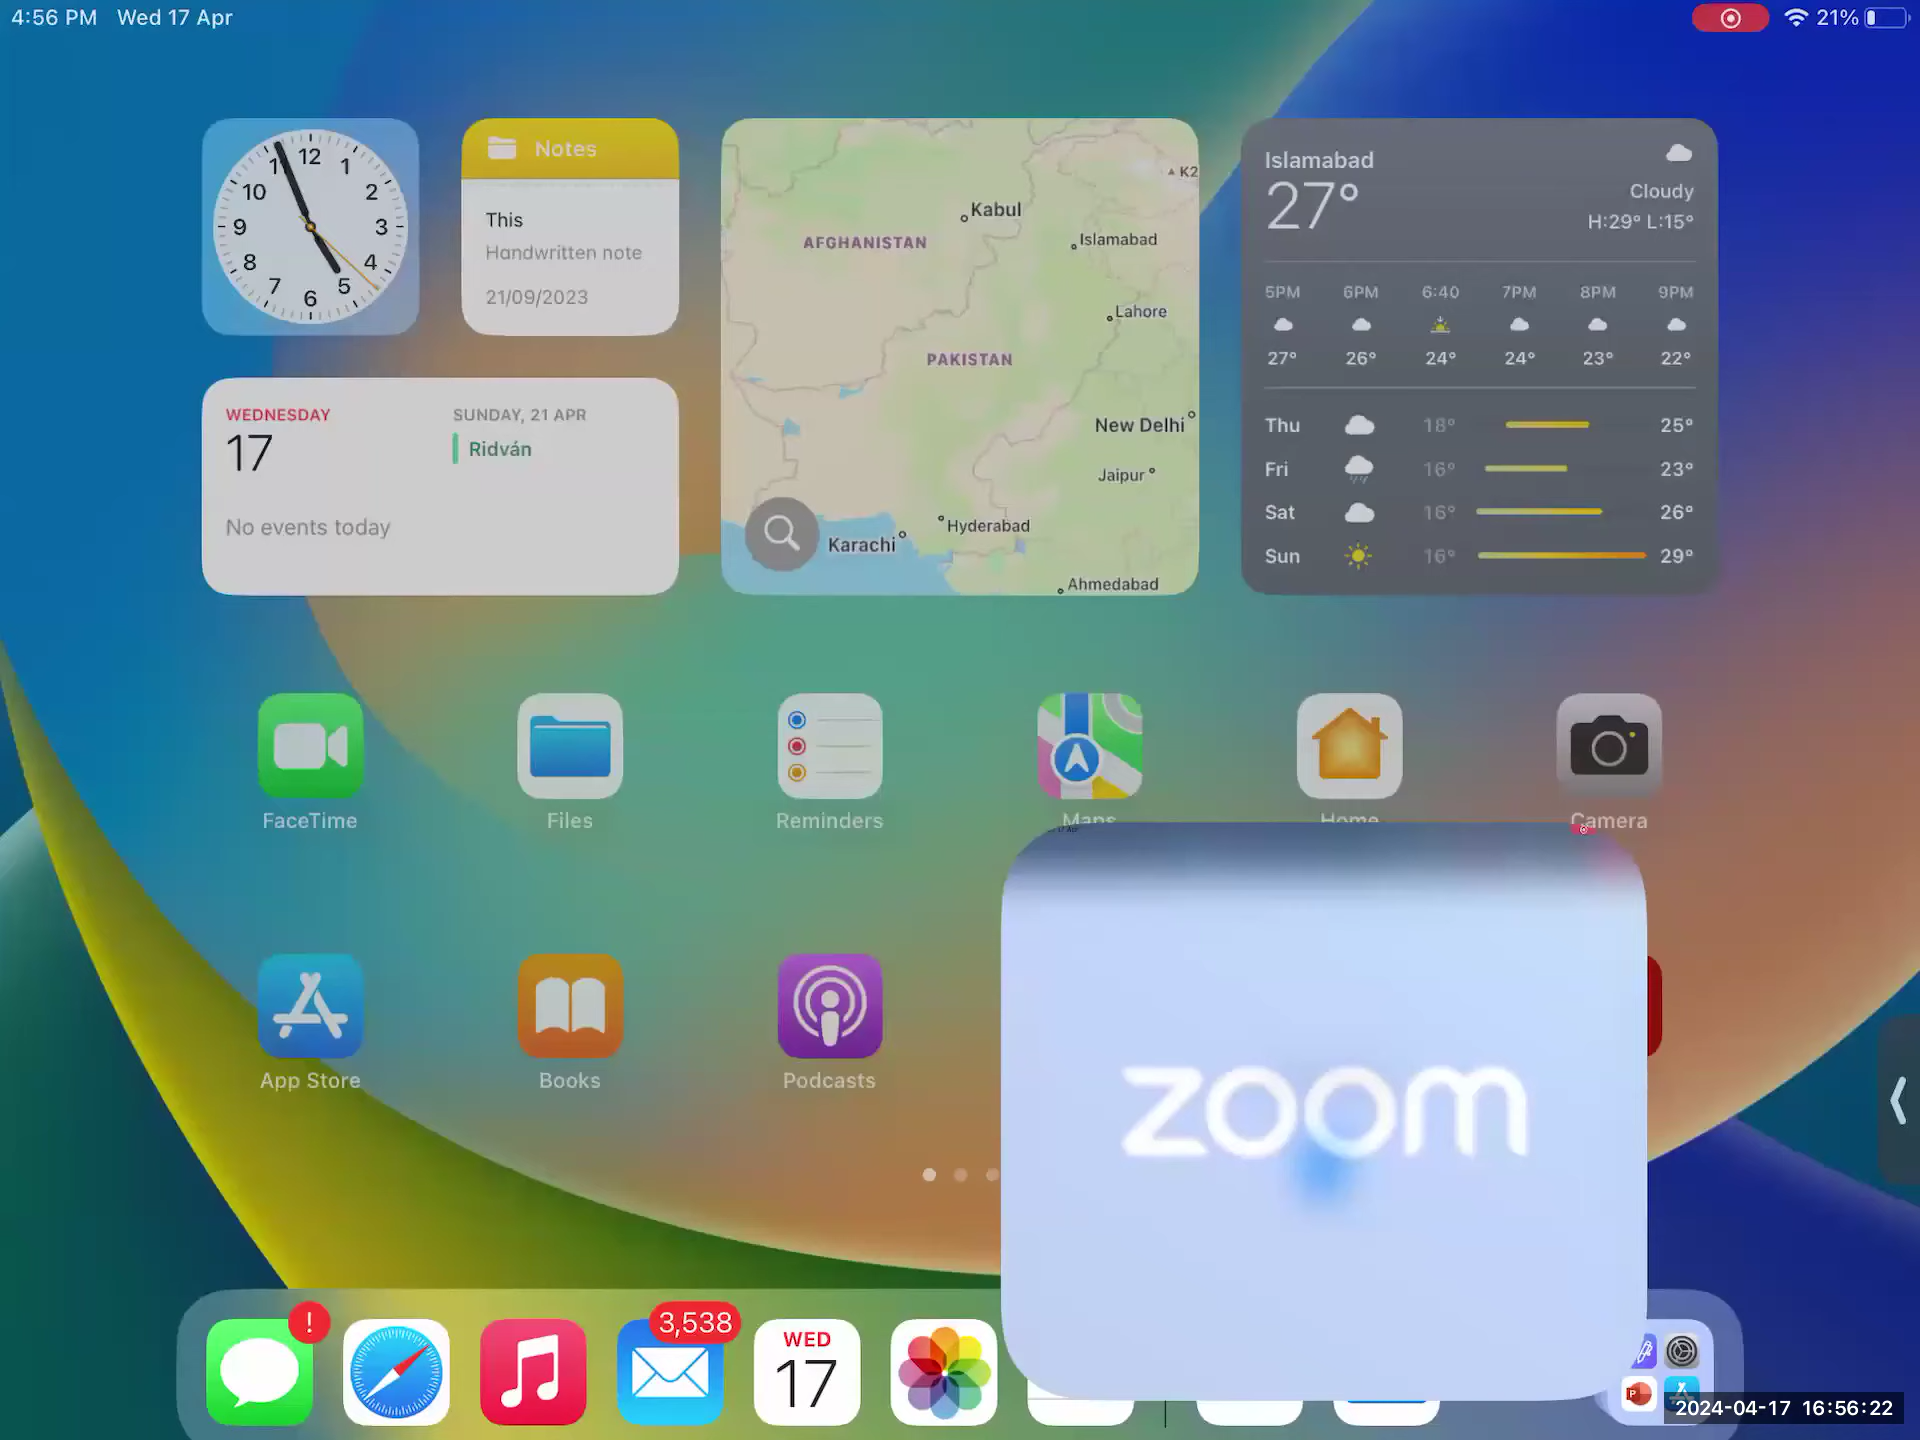 4:56 PM Wed 17 Apr
21%
12
11
1
10
2
9
3
8
4
7
5
6
Notes
This
Handwritten note
21/09/2023
K2
Kabul
AFGHANISTAN
Islamabad
Lahore
PAKISTAN
New Delhi
Jaipur
Hyderabad
Karachi
Ahmedabad
Islamabad
27°
Cloudy
H:29° L:15°
5PM 6PM 6:40 7PM 8PM 9PM
27° 26° 24° 24° 23° 22°
Thu 18° 25°
Fri 16° 23°
Sat 16° 26°
Sun 16° 29°
WEDNESDAY
17
SUNDAY, 21 APR
Ridván
No events today
FaceTime Files Reminders Maps Home Camera
App Store Books Podcasts
zoom
!
3,538
WED
17
P
2024-04-17 16:56:22